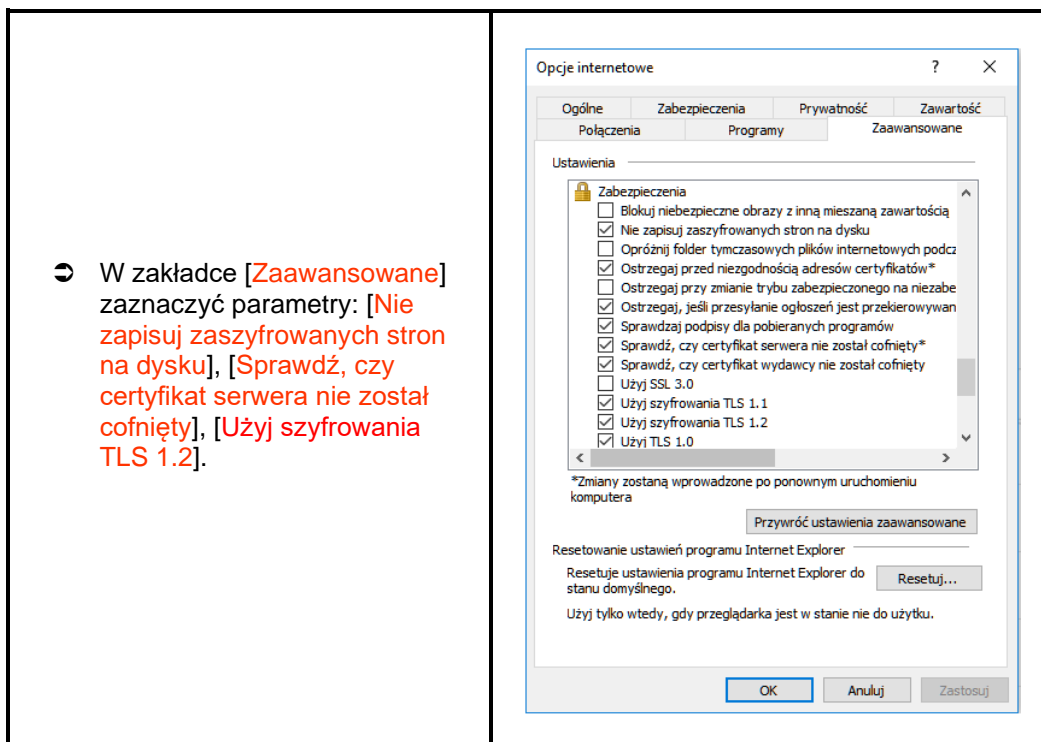 W zakładce [Zaawansowane]
zaznaczyć parametry: [Nie
zapisuj zaszyfrowanych stron
na dysku], [Sprawdź, czy
certyfikat serwera nie został
cofnięty], [Użyj szyfrowania
TLS 1.2].
Opcje internetowe ? X
Ogólne Zabezpieczenia Prywatność Zawartość
Połączenia Programy Zaawansowane
Ustawienia
Zabezpieczenia
Blokuj niebezpieczne obrazy z inną mieszaną zawartością
Nie zapisuj zaszyfrowanych stron na dysku
Opróżnij folder tymczasowych plików internetowych podcz
Ostrzegaj przed niezgodnością adresów certyfikatów*
Ostrzegaj przy zmianie trybu zabezpieczonego na niezabe
Ostrzegaj, jeśli przesyłanie ogłoszeń jest przekierowywan
Sprawdzaj podpisy dla pobieranych programów
Sprawdź, czy certyfikat serwera nie został cofnięty*
Sprawdź, czy certyfikat wydawcy nie został cofnięty
Użyj SSL 3.0
Użyj szyfrowania TLS 1.1
Użyj szyfrowania TLS 1.2
Użyj TLS 1.0
*Zmiany zostaną wprowadzone po ponownym uruchomieniu
komputera
Przywróć ustawienia zaawansowane
Resetowanie ustawień programu Internet Explorer
Resetuje ustawienia programu Internet Explorer do
stanu domyślnego.
Resetuj...
Użyj tylko wtedy, gdy przeglądarka jest w stanie nie do użytku.
OK Anuluj Zastosuj